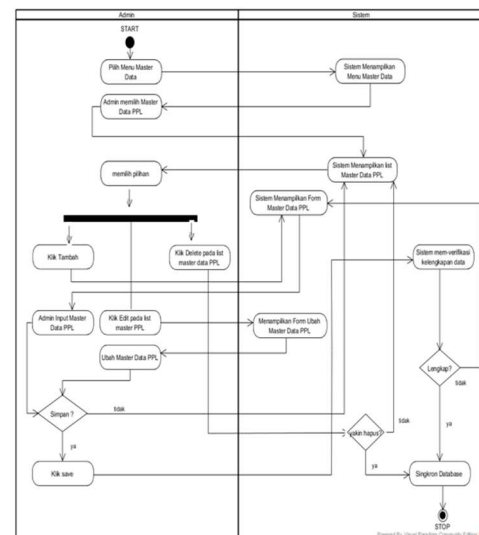 Admin
Sistem
START
Pilih Menu Master
Data
Sistem Menampilkan
Menu Master Data
Admin memilih Master
Data PPL
memilih pilihan
Sistem Menampilkan list
Master Data PPL
Sistem Menampilkan Form
Master Data PPL
Klik Tambah
Klik Delete pada list
master data PPL
Sistem mem-verifikasi
kelengkapan data
Admin Input Master
Data PPL
Klik Edit pada list
master PPL
Menampilkan Form Ubah
Master Data PPL
Ubah Master Data PPL
Lengkap?
tidak
Simpan ?
tidak
yakin hapus?
tidak
ya
ya
ya
Klik save
Singkron Database
STOP